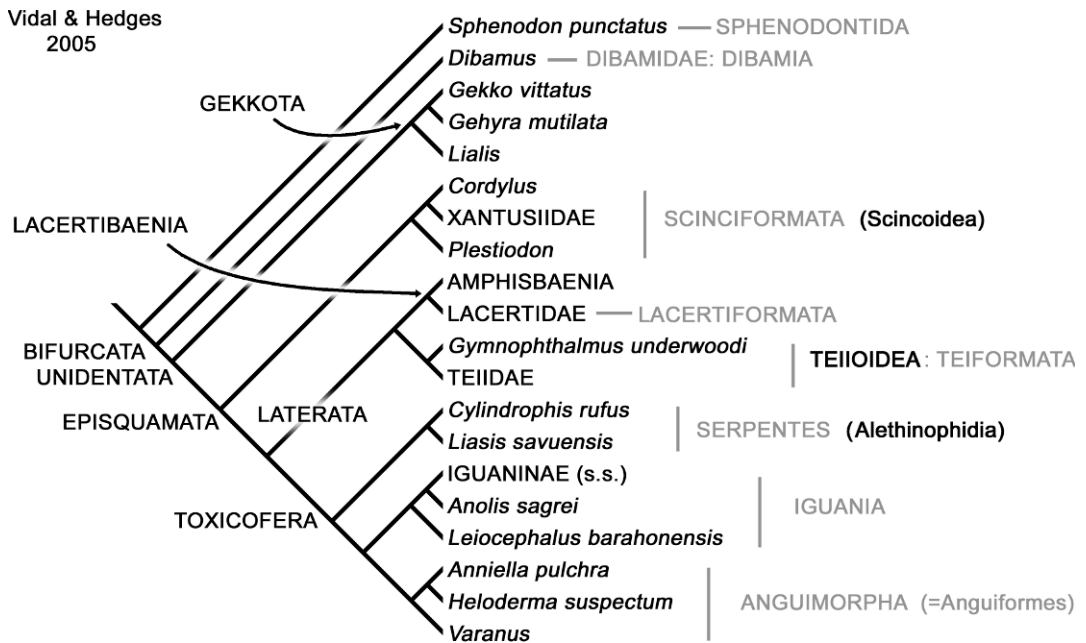 Vidal & Hedges
2005
Sphenodon punctatus — SPHENODONTIDA
Dibamus — DIBAMIDAE: DIBAMIA
Gekko vittatus
GEKKOTA
Gehyra mutilata
Lialis
Cordylus
XANTUSIIDAE
SCINCIFORMATA (Scincoidea)
LACERTIBAENIA
Plestiodon
AMPHISBAENIA
LACERTIDAE — LACERTIFORMATA
BIFURCATA
Gymnophthalmus underwoodi
TEIIOIDEA : TEIFORMATA
UNIDENTATA
TEIIDAE
EPISQUAMATA
LATERATA
Cylindrophis rufus
SERPENTES (Alethinophidia)
Liasis savuensis
IGUANINAE (s.s.)
Anolis sagrei
IGUANIA
TOXICOFERA
Leiocephalus barahonensis
Anniella pulchra
Heloderma suspectum
ANGUIMORPHA (=Anguiformes)
Varanus